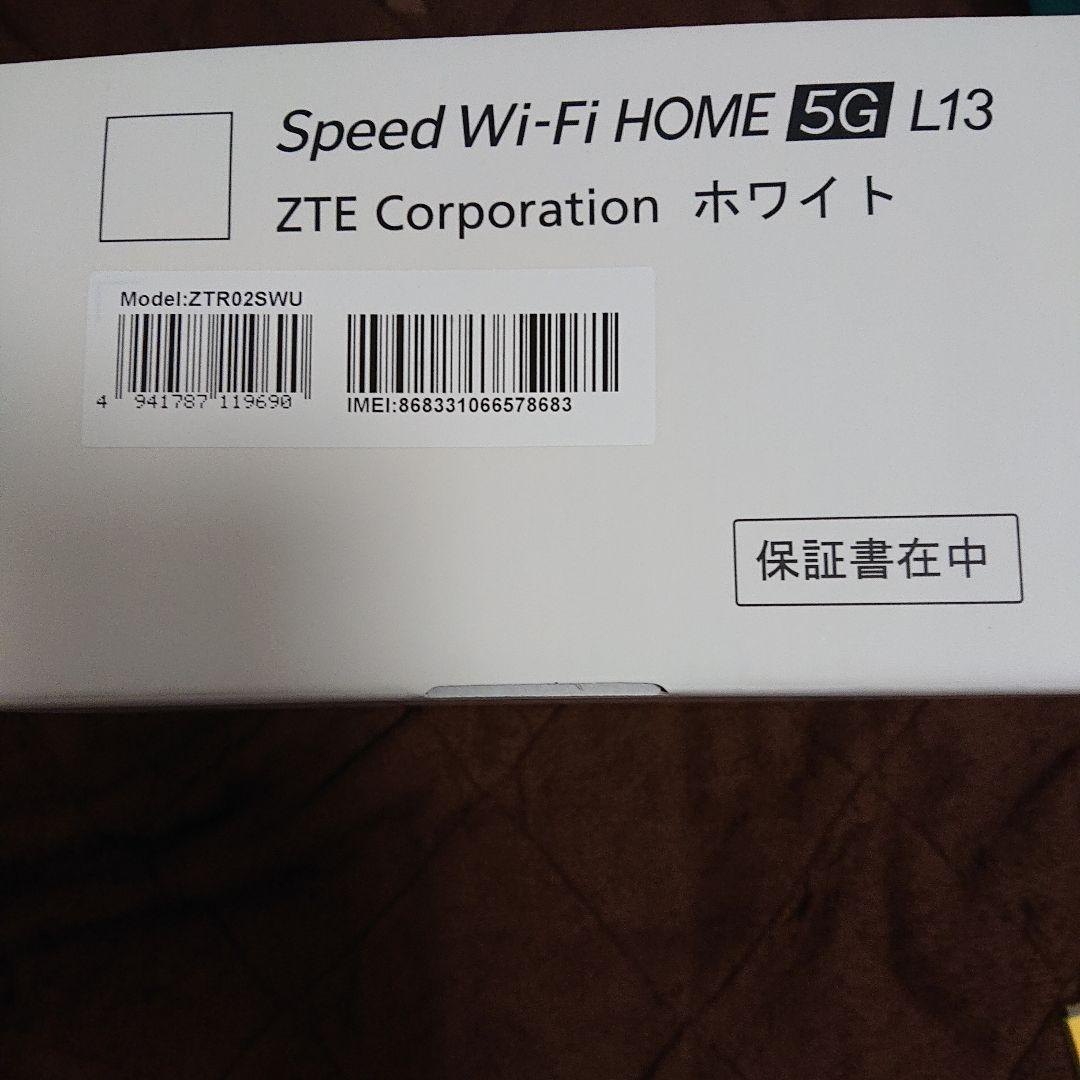 Speed Wi-Fi HOME 5G L13
ZTE Corporation ホワイト
Model:ZTR02SWU
4 941787 119690
IMEI:868331066578683
保証書在中